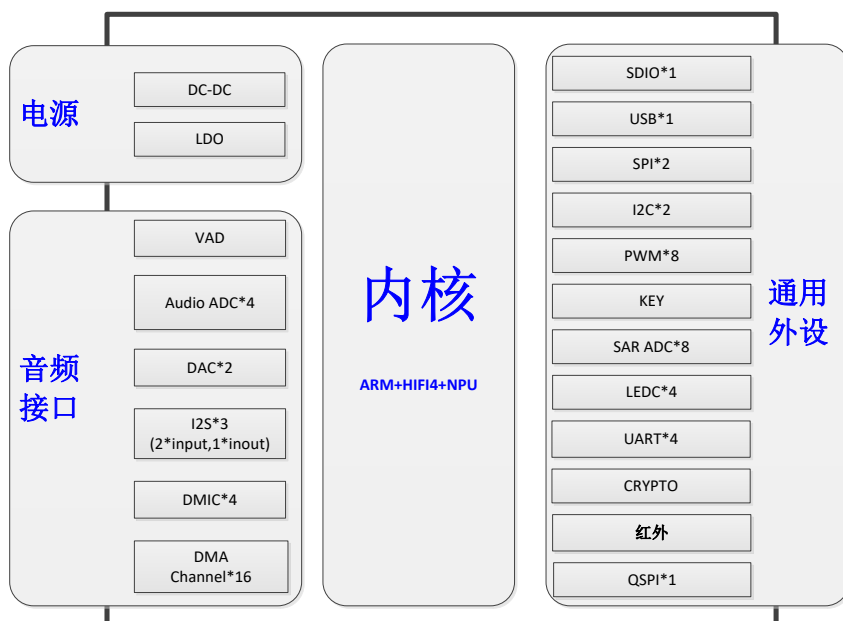 电源
DC-DC
LDO
音频
接口
VAD
Audio ADC*4
DAC*2
I2S*3
(2*input,1*inout)
DMIC*4
DMA
Channel*16
内核
ARM+HIFI4+NPU
SDIO*1
USB*1
SPI*2
I2C*2
PWM*8
KEY
SAR ADC*8
LEDC*4
UART*4
CRYPTO
红外
QSPI*1
通用
外设